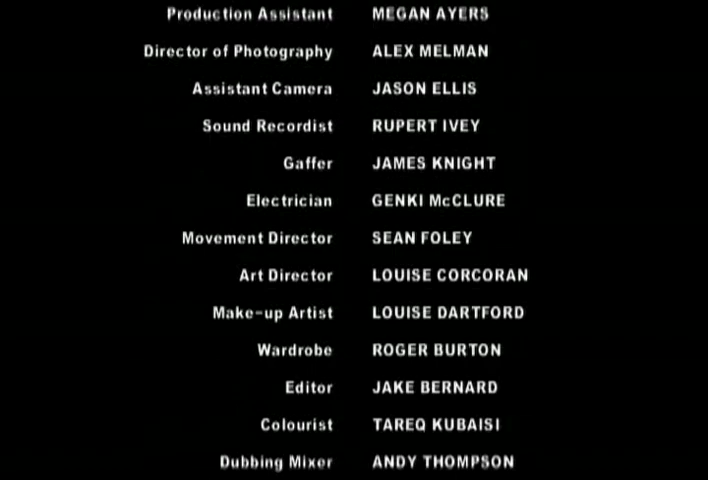 Production Assistant MEGAN AYERS
Director of Photography ALEX MELMAN
Assistant Camera JASON ELLIS
Sound Recordist RUPERT IVEY
Gaffer JAMES KNIGHT
Electrician GENKI McCLURE
Movement Director SEAN FOLEY
Art Director LOUISE CORCORAN
Make-up Artist LOUISE DARTFORD
Wardrobe ROGER BURTON
Editor JAKE BERNARD
Colourist TAREQ KUBAISI
Dubbing Mixer ANDY THOMPSON